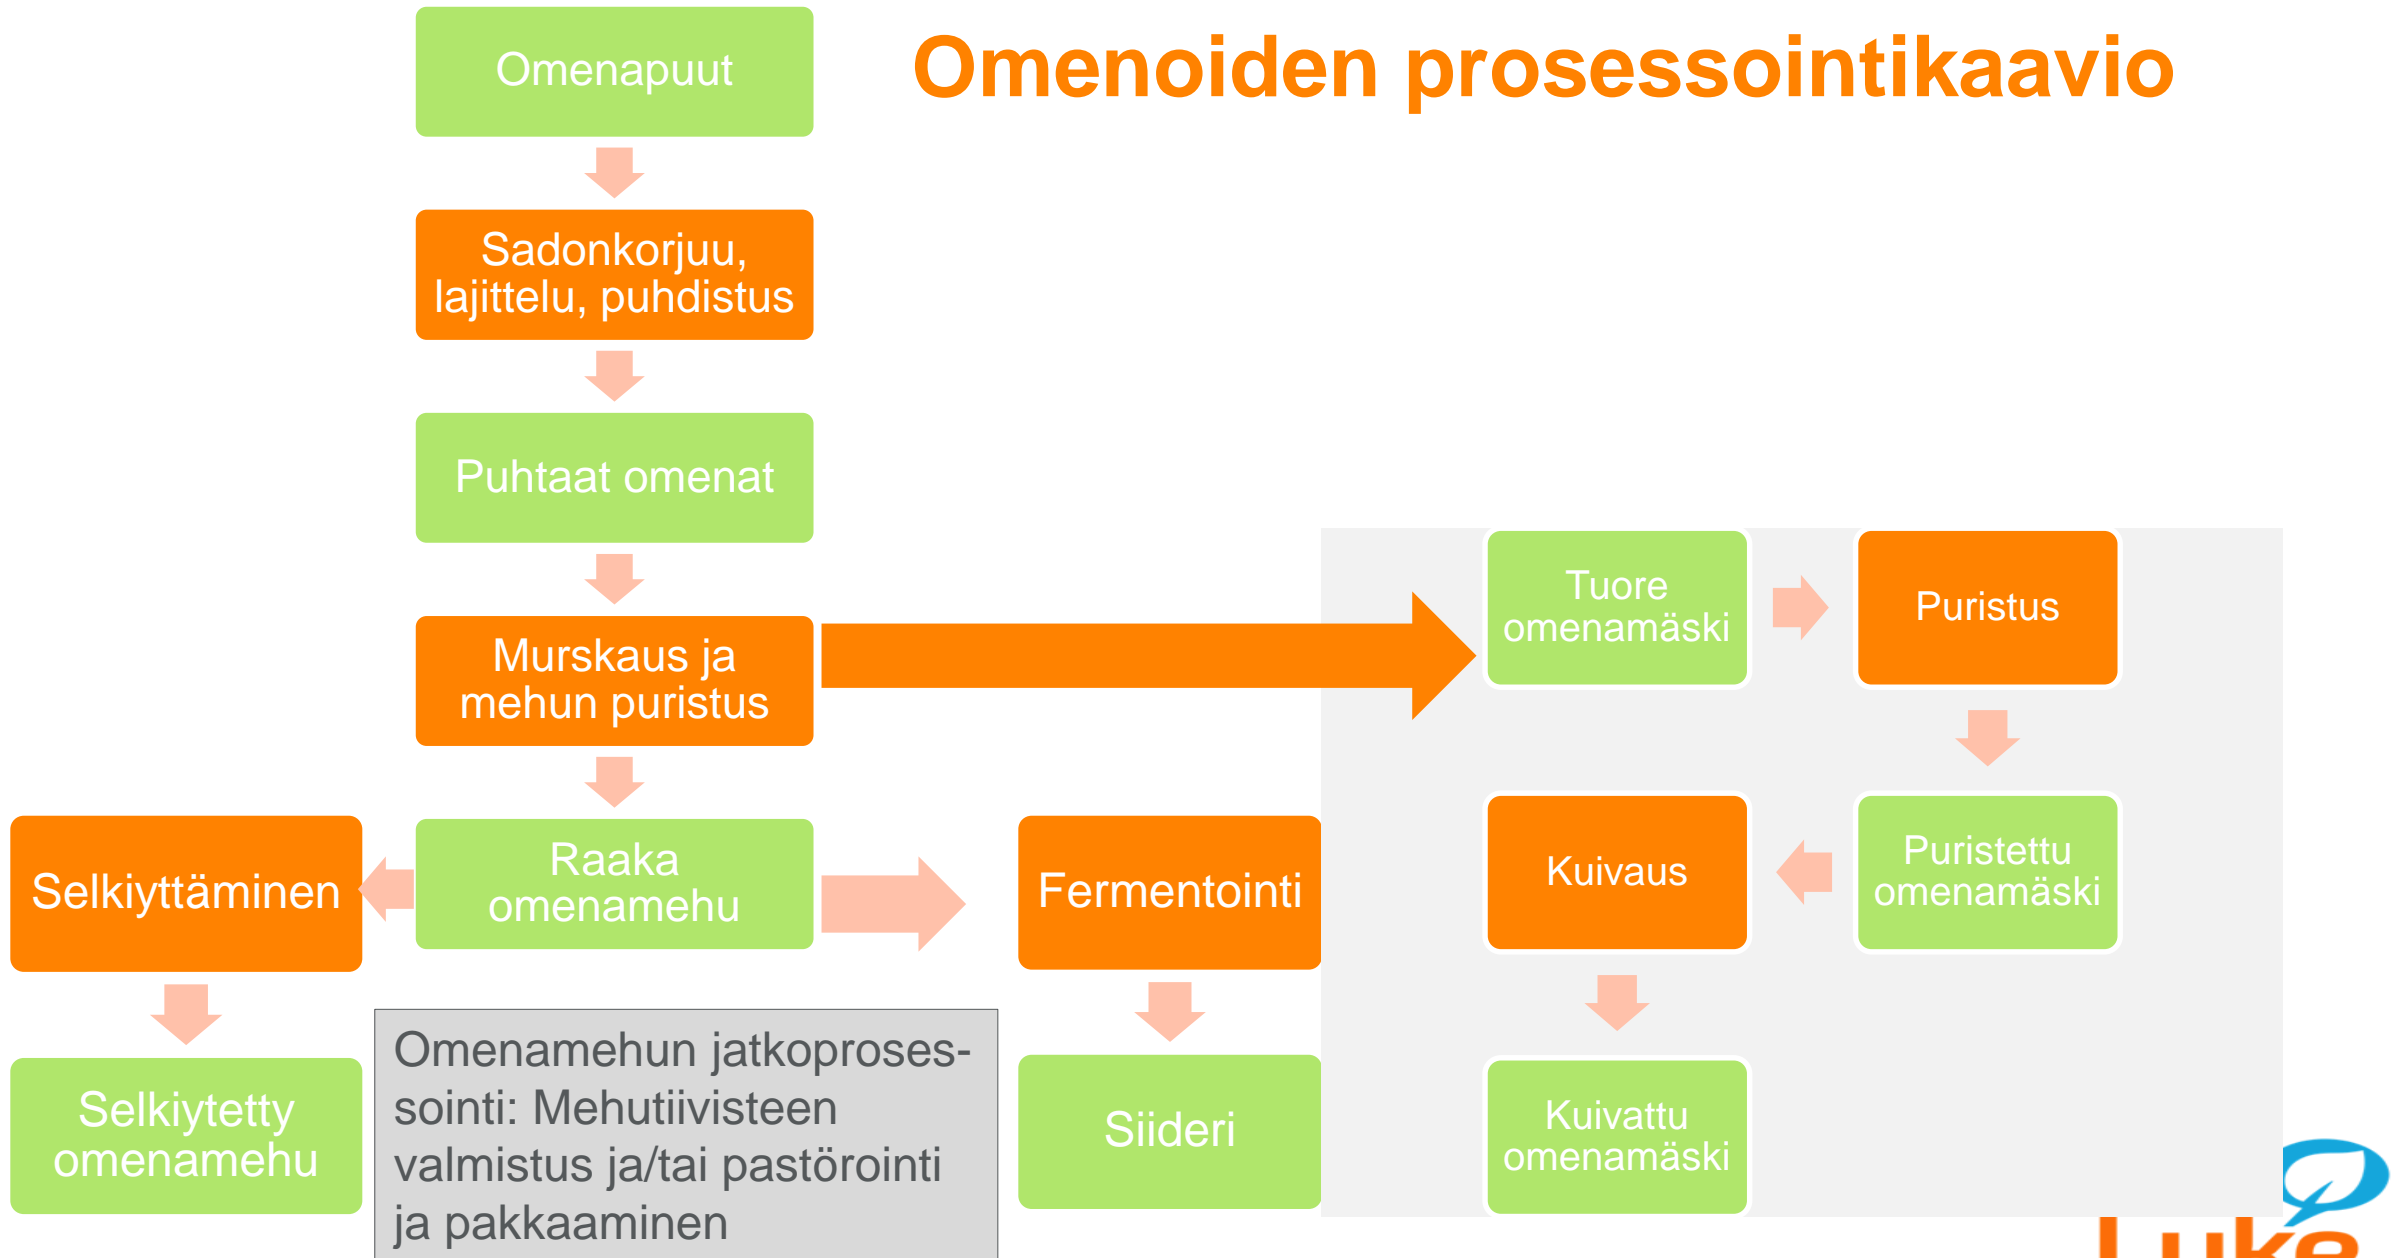 Omenoiden prosessointikaavio
Omenapuut
Sadonkorjuu,
lajittelu, puhdistus
Puhtaat omenat
Murskaus ja
mehun puristus
Raaka
omenamehu
Selkiyttäminen
Selkiytetty
omenamehu
Fermentointi
Siideri
Omenamehun jatkoproses-
sointi: Mehutiivisteen
valmistus ja/tai pastörointi
ja pakkaaminen
Tuore
omenamäski
Puristus
Puristettu
omenamäski
Kuivaus
Kuivattu
omenamäski
Luke